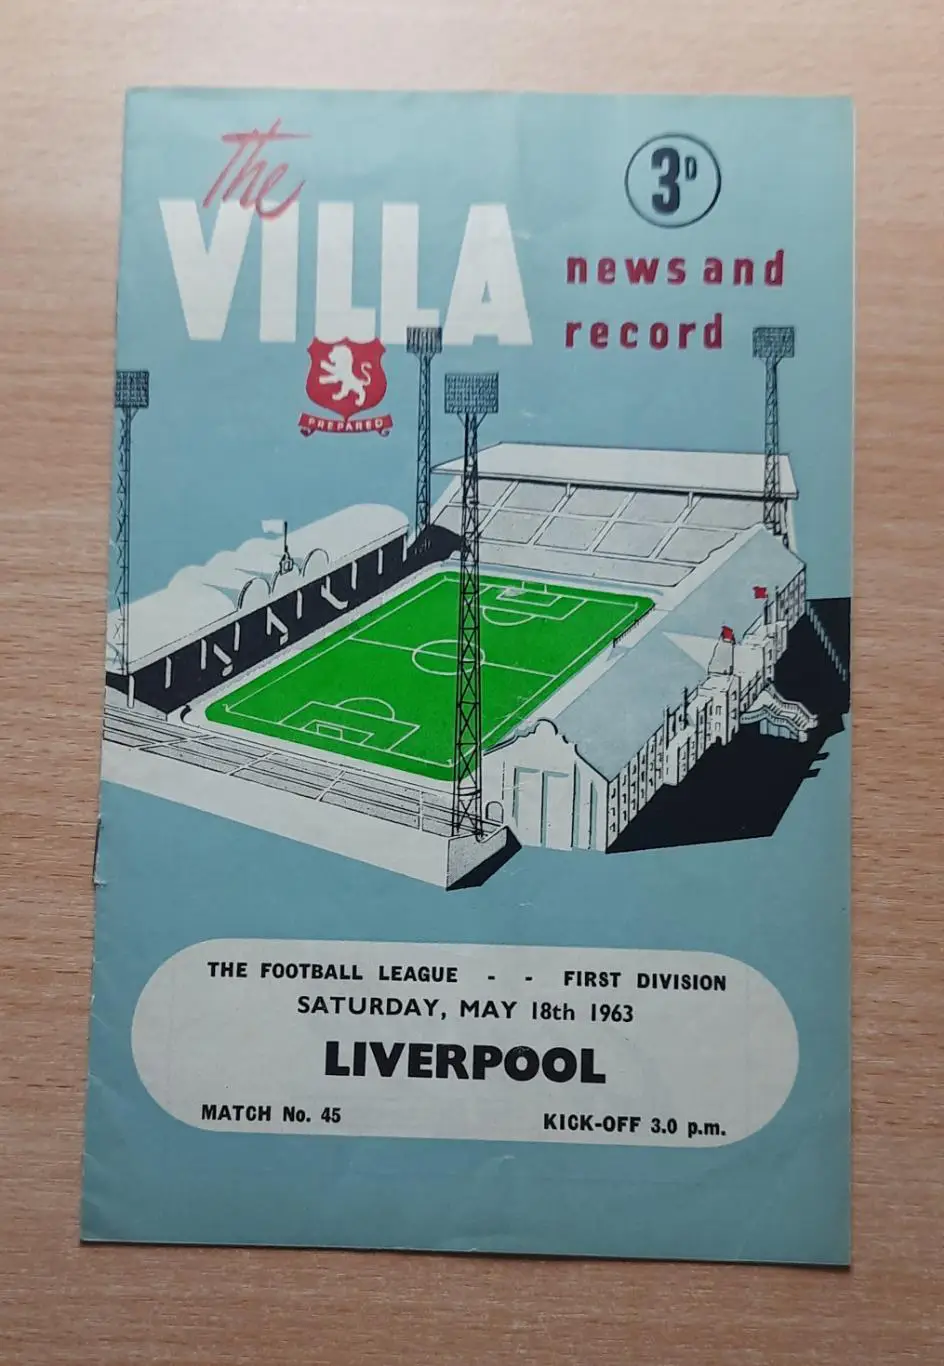 The
VILLA
3D
news and
record
PREPARED
THE FOOTBALL LEAGUE - - FIRST DIVISION
SATURDAY, MAY 18th 1963
LIVERPOOL
MATCH No. 45 KICK-OFF 3.0 p.m.